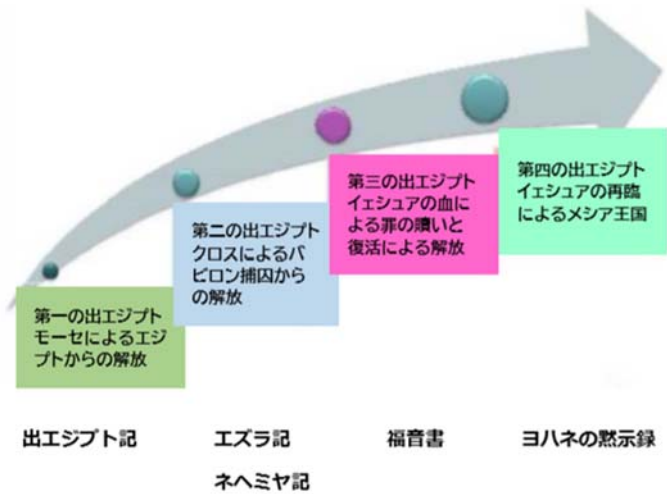 第一の出エジプト
モーセによるエジ
プトからの解放
第二の出エジプト
クロスによるバ
ビロン捕囚から
の解放
第三の出エジプト
イェシュアの血に
よる罪の贖いと
復活による解放
第四の出エジプト
イェシュアの再臨
によるメシア王国
出エジプト記
エズラ記
ネヘミヤ記
福音書
ヨハネの黙示録